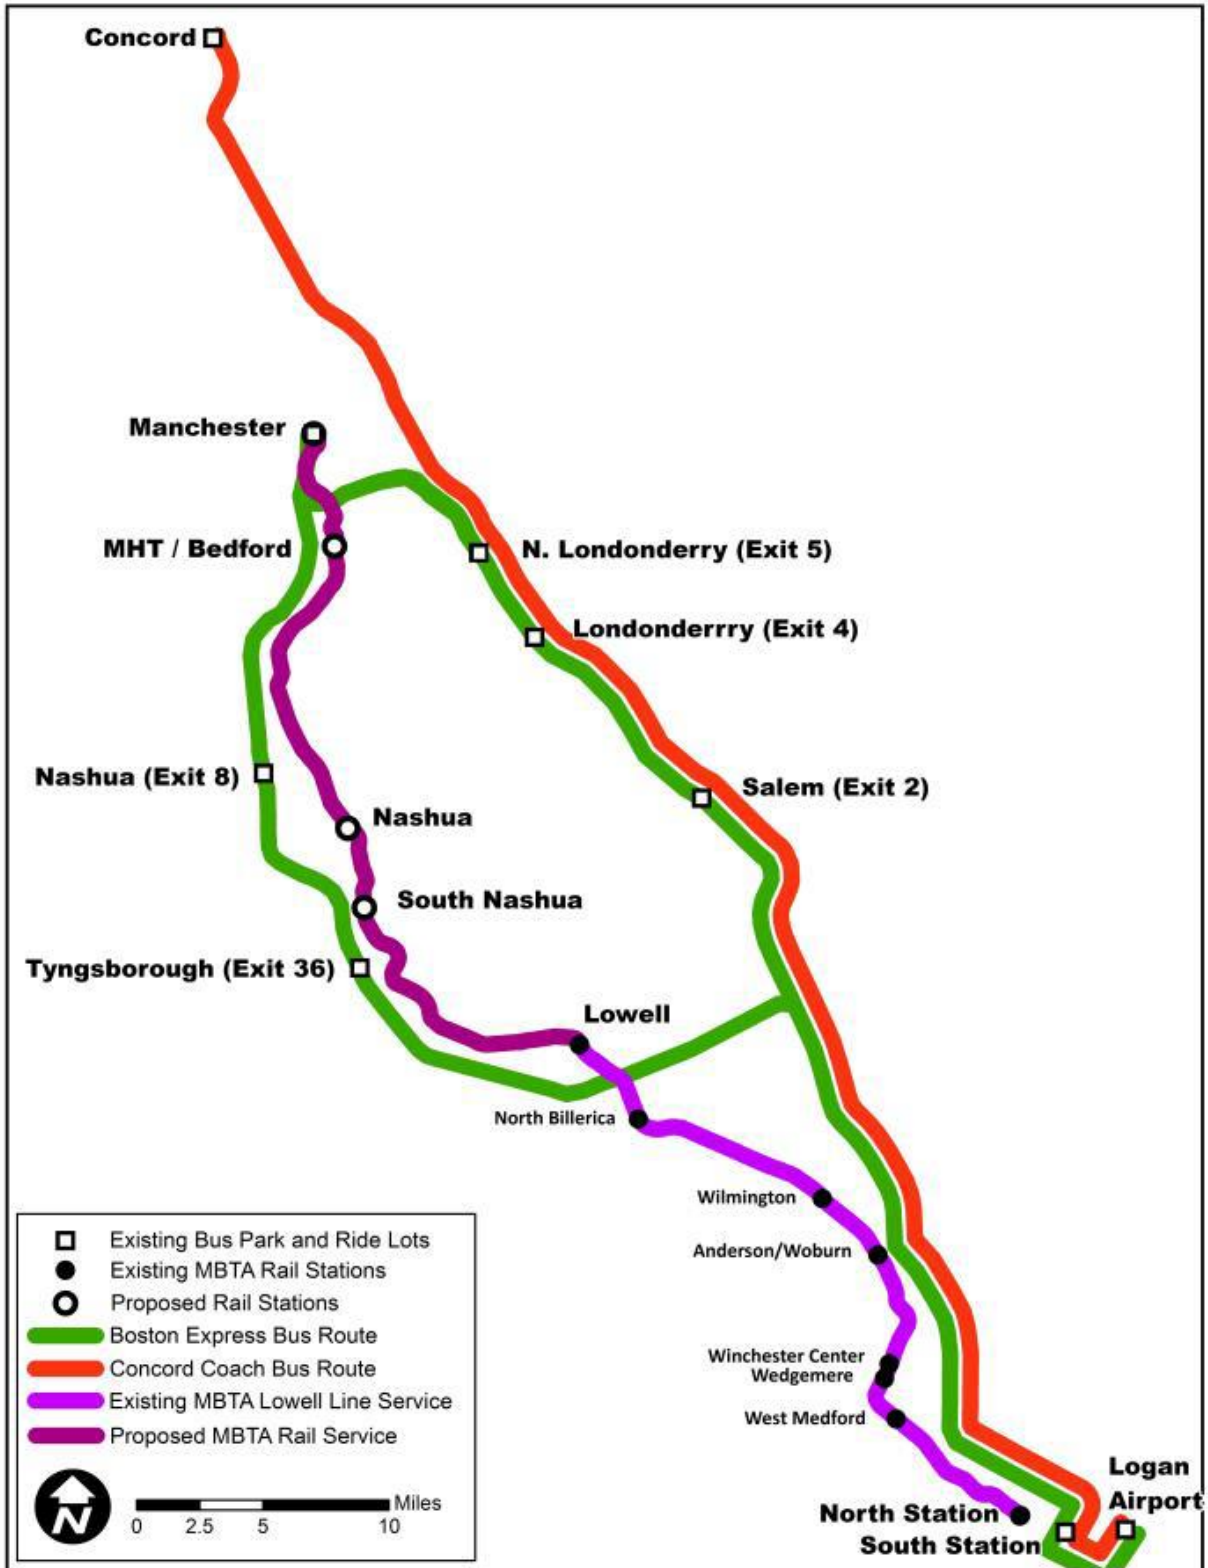 Concord
Manchester
MHT / Bedford
N. Londonderry (Exit 5)
Londonderrry (Exit 4)
Nashua (Exit 8)
Salem (Exit 2)
Nashua
South Nashua
Tyngsborough (Exit 36)
Lowell
North Billerica
Wilmington
Anderson/Woburn
Winchester Center
Wedgemere
West Medford
Logan
Airport
North Station
South Station
Existing Bus Park and Ride Lots
Existing MBTA Rail Stations
Proposed Rail Stations
Boston Express Bus Route
Concord Coach Bus Route
Existing MBTA Lowell Line Service
Proposed MBTA Rail Service
N
Miles
0 2.5 5 10